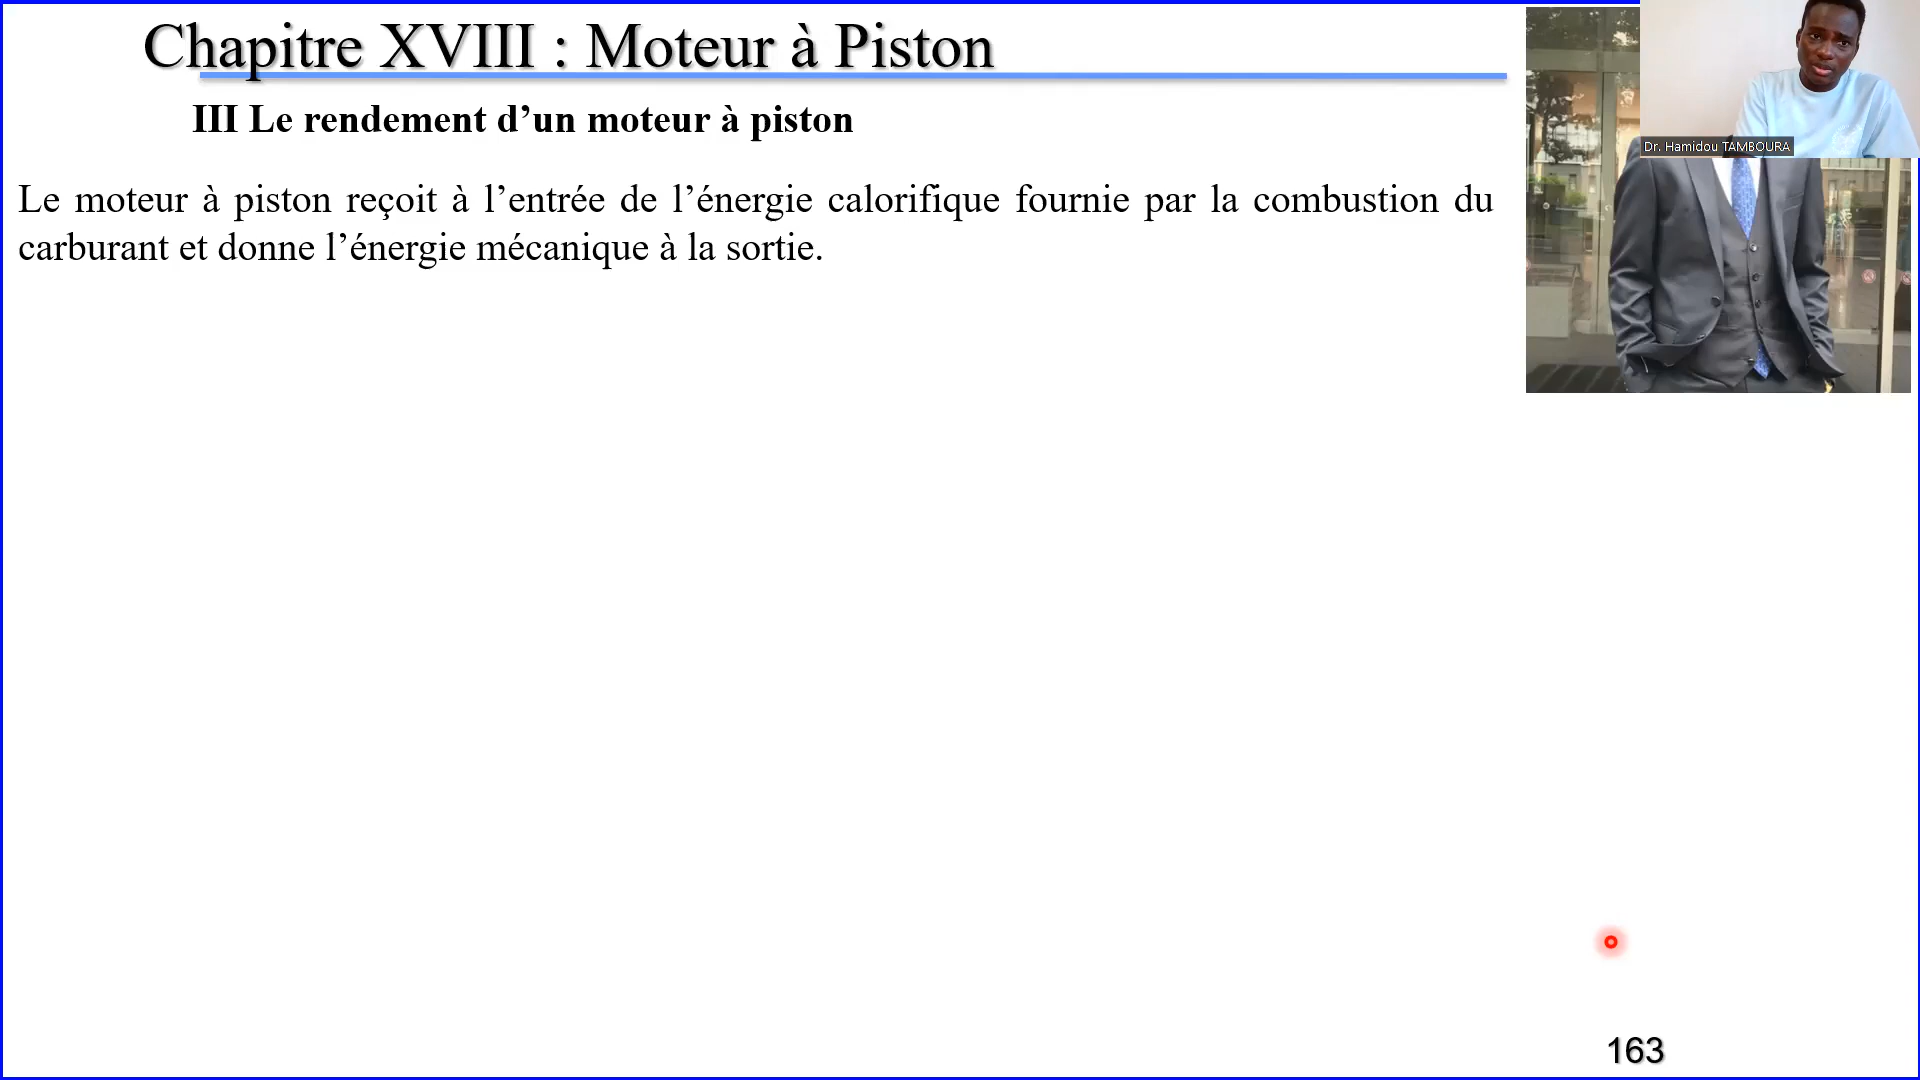 Chapitre XVIII : Moteur à Piston
III Le rendement d’un moteur à piston
Le moteur à piston reçoit à l’entrée de l’énergie calorifique fournie par la combustion du
carburant et donne l’énergie mécanique à la sortie.
Dr. Hamidou TAMBOURA
163